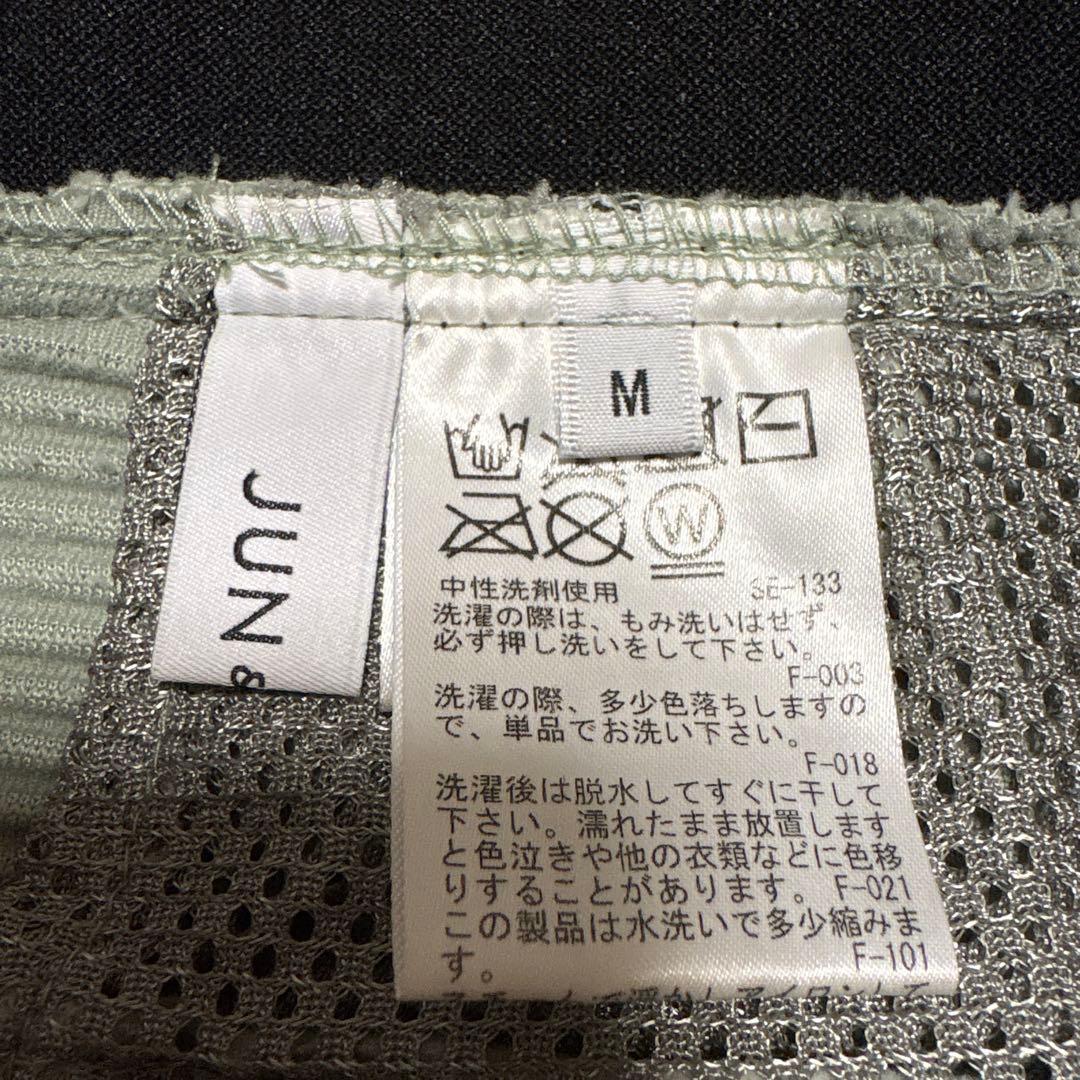 JUN &
M
W
中性洗剤使用 SE-133
洗濯の際は、もみ洗いはせず、
必ず押し洗いをして下さい。
F-003
洗濯の際、多少色落ちしますの
で、単品でお洗い下さい。
F-018
洗濯後は脱水してすぐに干して
下さい。濡れたまま放置します
と色泣きや他の衣類などに色移
りすることがあります。F-021
この製品は水洗いで多少縮みま
す。 F-101